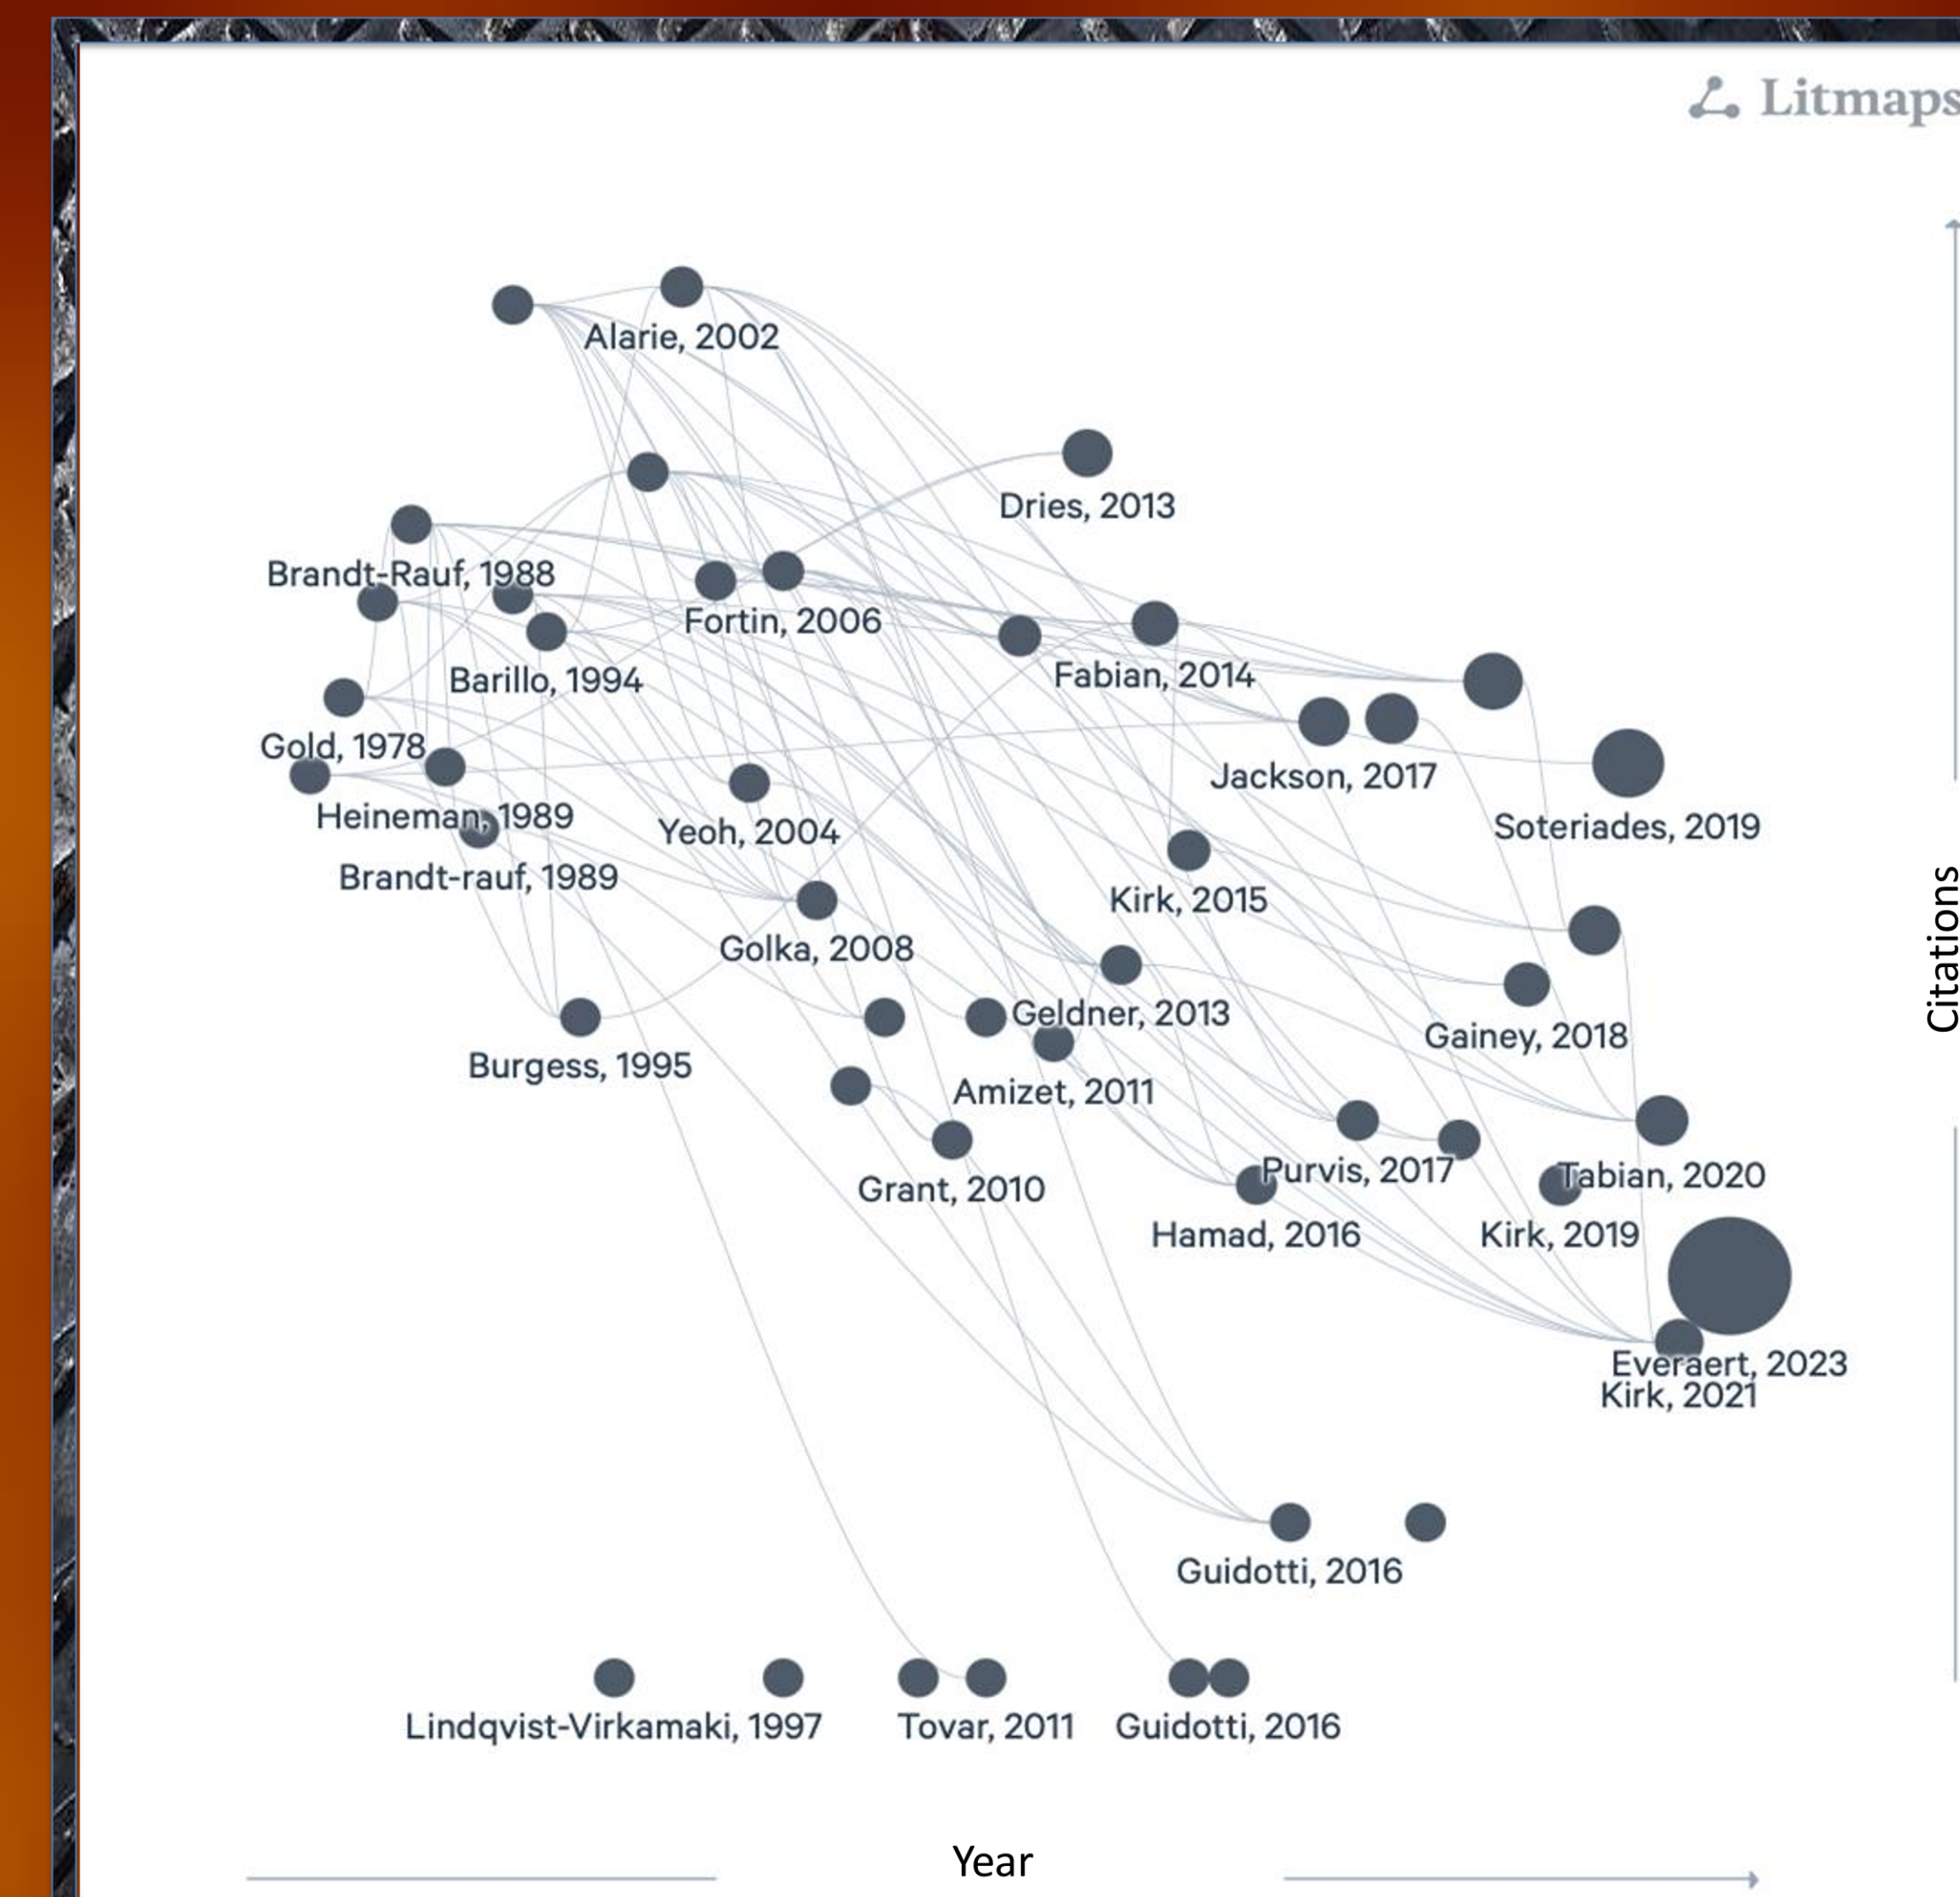 Litmaps
Alarie, 2002
Dries, 2013
Brandt-Rauf, 1988
Fortin, 2006
Fabian, 2014
Barillo, 1994
Gold, 1978
Jackson, 2017
Heineman, 1989
Yeoh, 2004
Soteriades, 2019
Brandt-rauf, 1989
Kirk, 2015
Golka, 2008
Citations
Geldner, 2013
Gainey, 2018
Burgess, 1995
Amizet, 2011
Purvis, 2017
Tabian, 2020
Grant, 2010
Hamad, 2016
Kirk, 2019
Everaert, 2023
Kirk, 2021
Guidotti, 2016
Lindqvist-Virkamaki, 1997
Tovar, 2011
Guidotti, 2016
Year